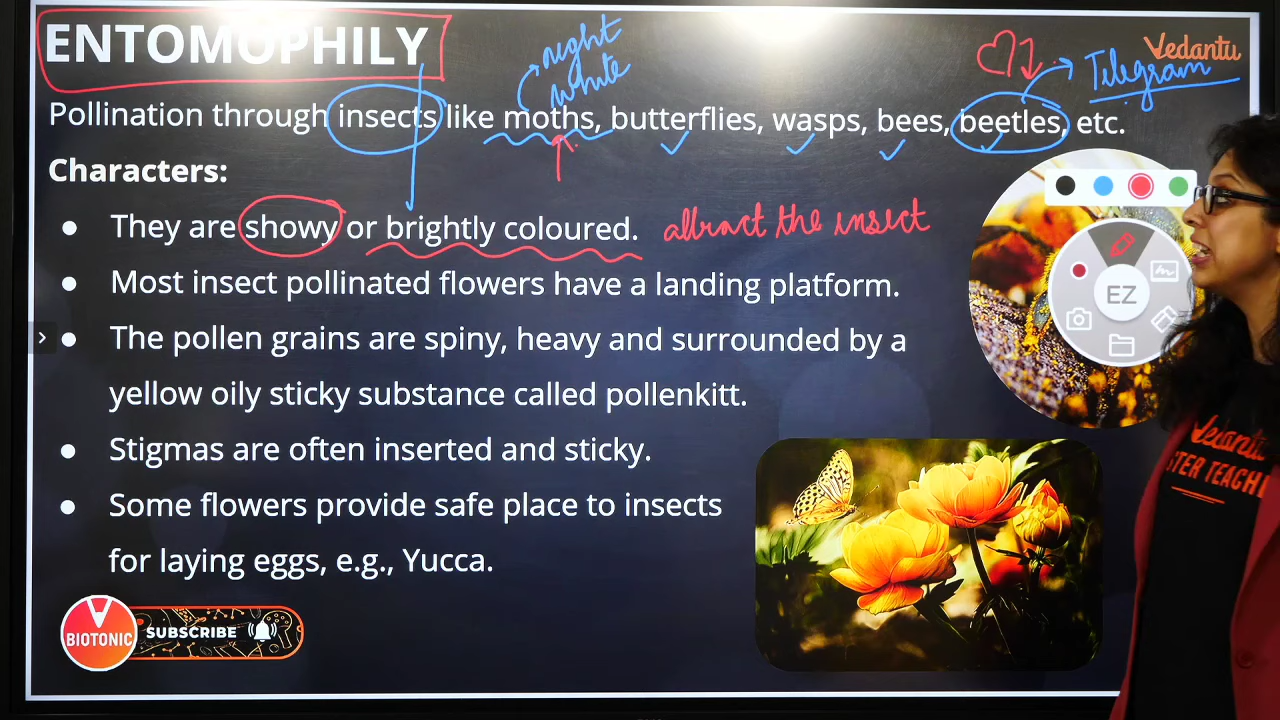 ENTOMOPHILY
night
white
Telegram
Vedantu
Pollination through insects like moths, butterflies, wasps, bees, beetles, etc.
Characters:
● They are showy or brightly coloured. attract the insect
● Most insect pollinated flowers have a landing platform.
● The pollen grains are spiny, heavy and surrounded by a
yellow oily sticky substance called pollenkitt.
● Stigmas are often inserted and sticky.
● Some flowers provide safe place to insects
for laying eggs, e.g., Yucca.
EZ
Vedantu
STER TEACH
BIOTONIC
SUBSCRIBE